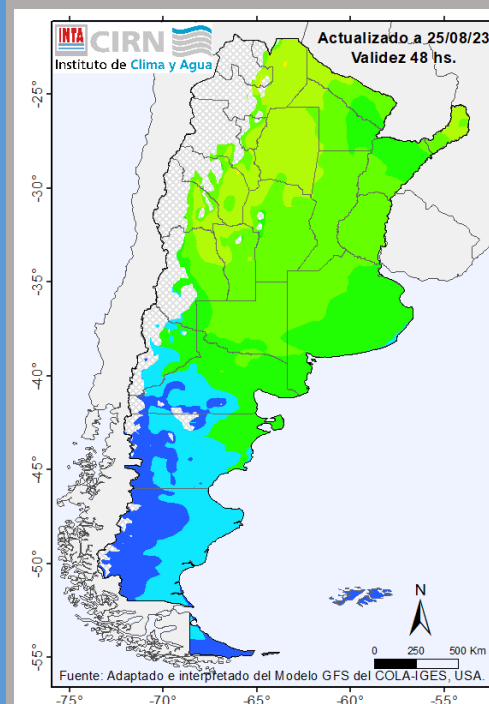 INTA CIRN
Instituto de Clima y Agua
Actualizado a 25/08/23
Validez 48 hs.
-25°
-30°
-35°
-40°
-45°
-50°
-55°
N
0 250 500 Km
Fuente: Adaptado e interpretado del Modelo GFS del COLA-IGES, USA.
-75° -70° -65° -60° -55°